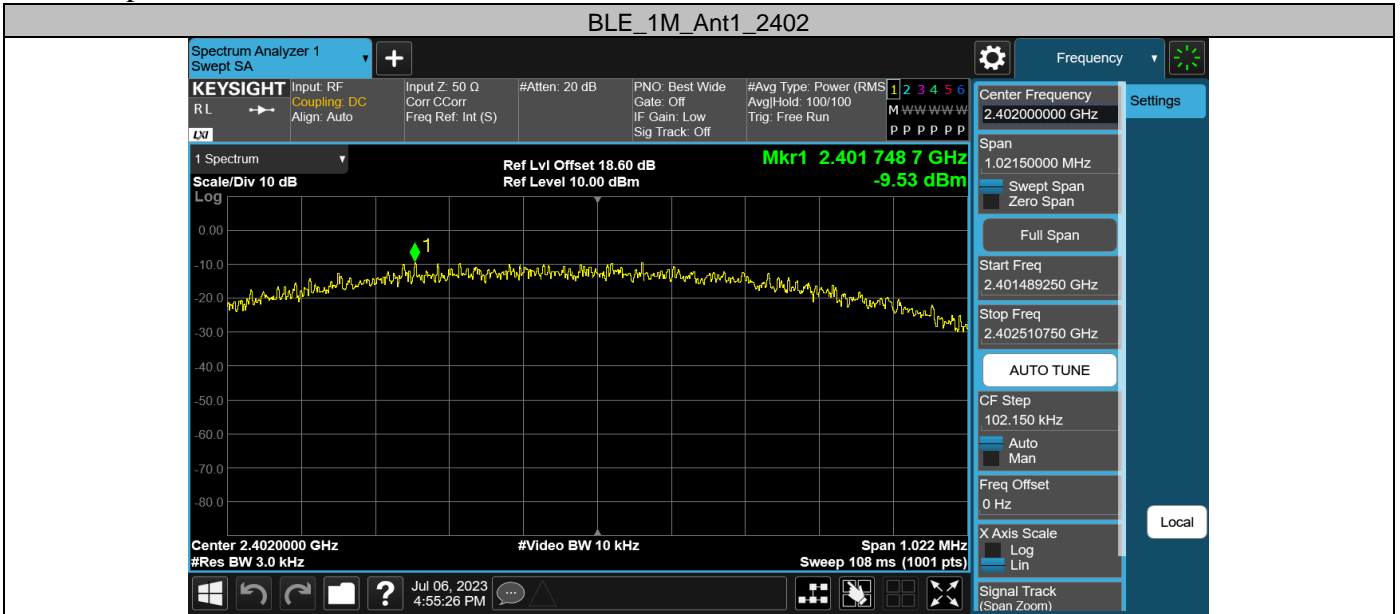 BLE_1M_Ant1_2402
Spectrum Analyzer 1
Swept SA
Frequency
KEYSIGHT
RL
LXI
Input: RF
Coupling: DC
Align: Auto
Input Z: 50 Ω
Corr CCorr
Freq Ref: Int (S)
#Atten: 20 dB
PNO: Best Wide
Gate: Off
IF Gain: Low
Sig Track: Off
#Avg Type: Power (RMS
Avg|Hold: 100/100
Trig: Free Run
1 2 3 4 5 6
M W W W W W
P P P P P P
1 Spectrum
Scale/Div 10 dB
Log
Ref Lvl Offset 18.60 dB
Ref Level 10.00 dBm
Mkr1 2.401 748 7 GHz
-9.53 dBm
1
0.00
-10.0
-20.0
-30.0
-40.0
-50.0
-60.0
-70.0
-80.0
Center 2.4020000 GHz
#Res BW 3.0 kHz
#Video BW 10 kHz
Span 1.022 MHz
Sweep 108 ms (1001 pts)
?
Jul 06, 2023
4:55:26 PM
Center Frequency
2.402000000 GHz
Span
1.02150000 MHz
Swept Span
Zero Span
Full Span
Start Freq
2.401489250 GHz
Stop Freq
2.402510750 GHz
AUTO TUNE
CF Step
102.150 kHz
Auto
Man
Freq Offset
0 Hz
X Axis Scale
Log
Lin
Signal Track
(Span Zoom)
Settings
Local